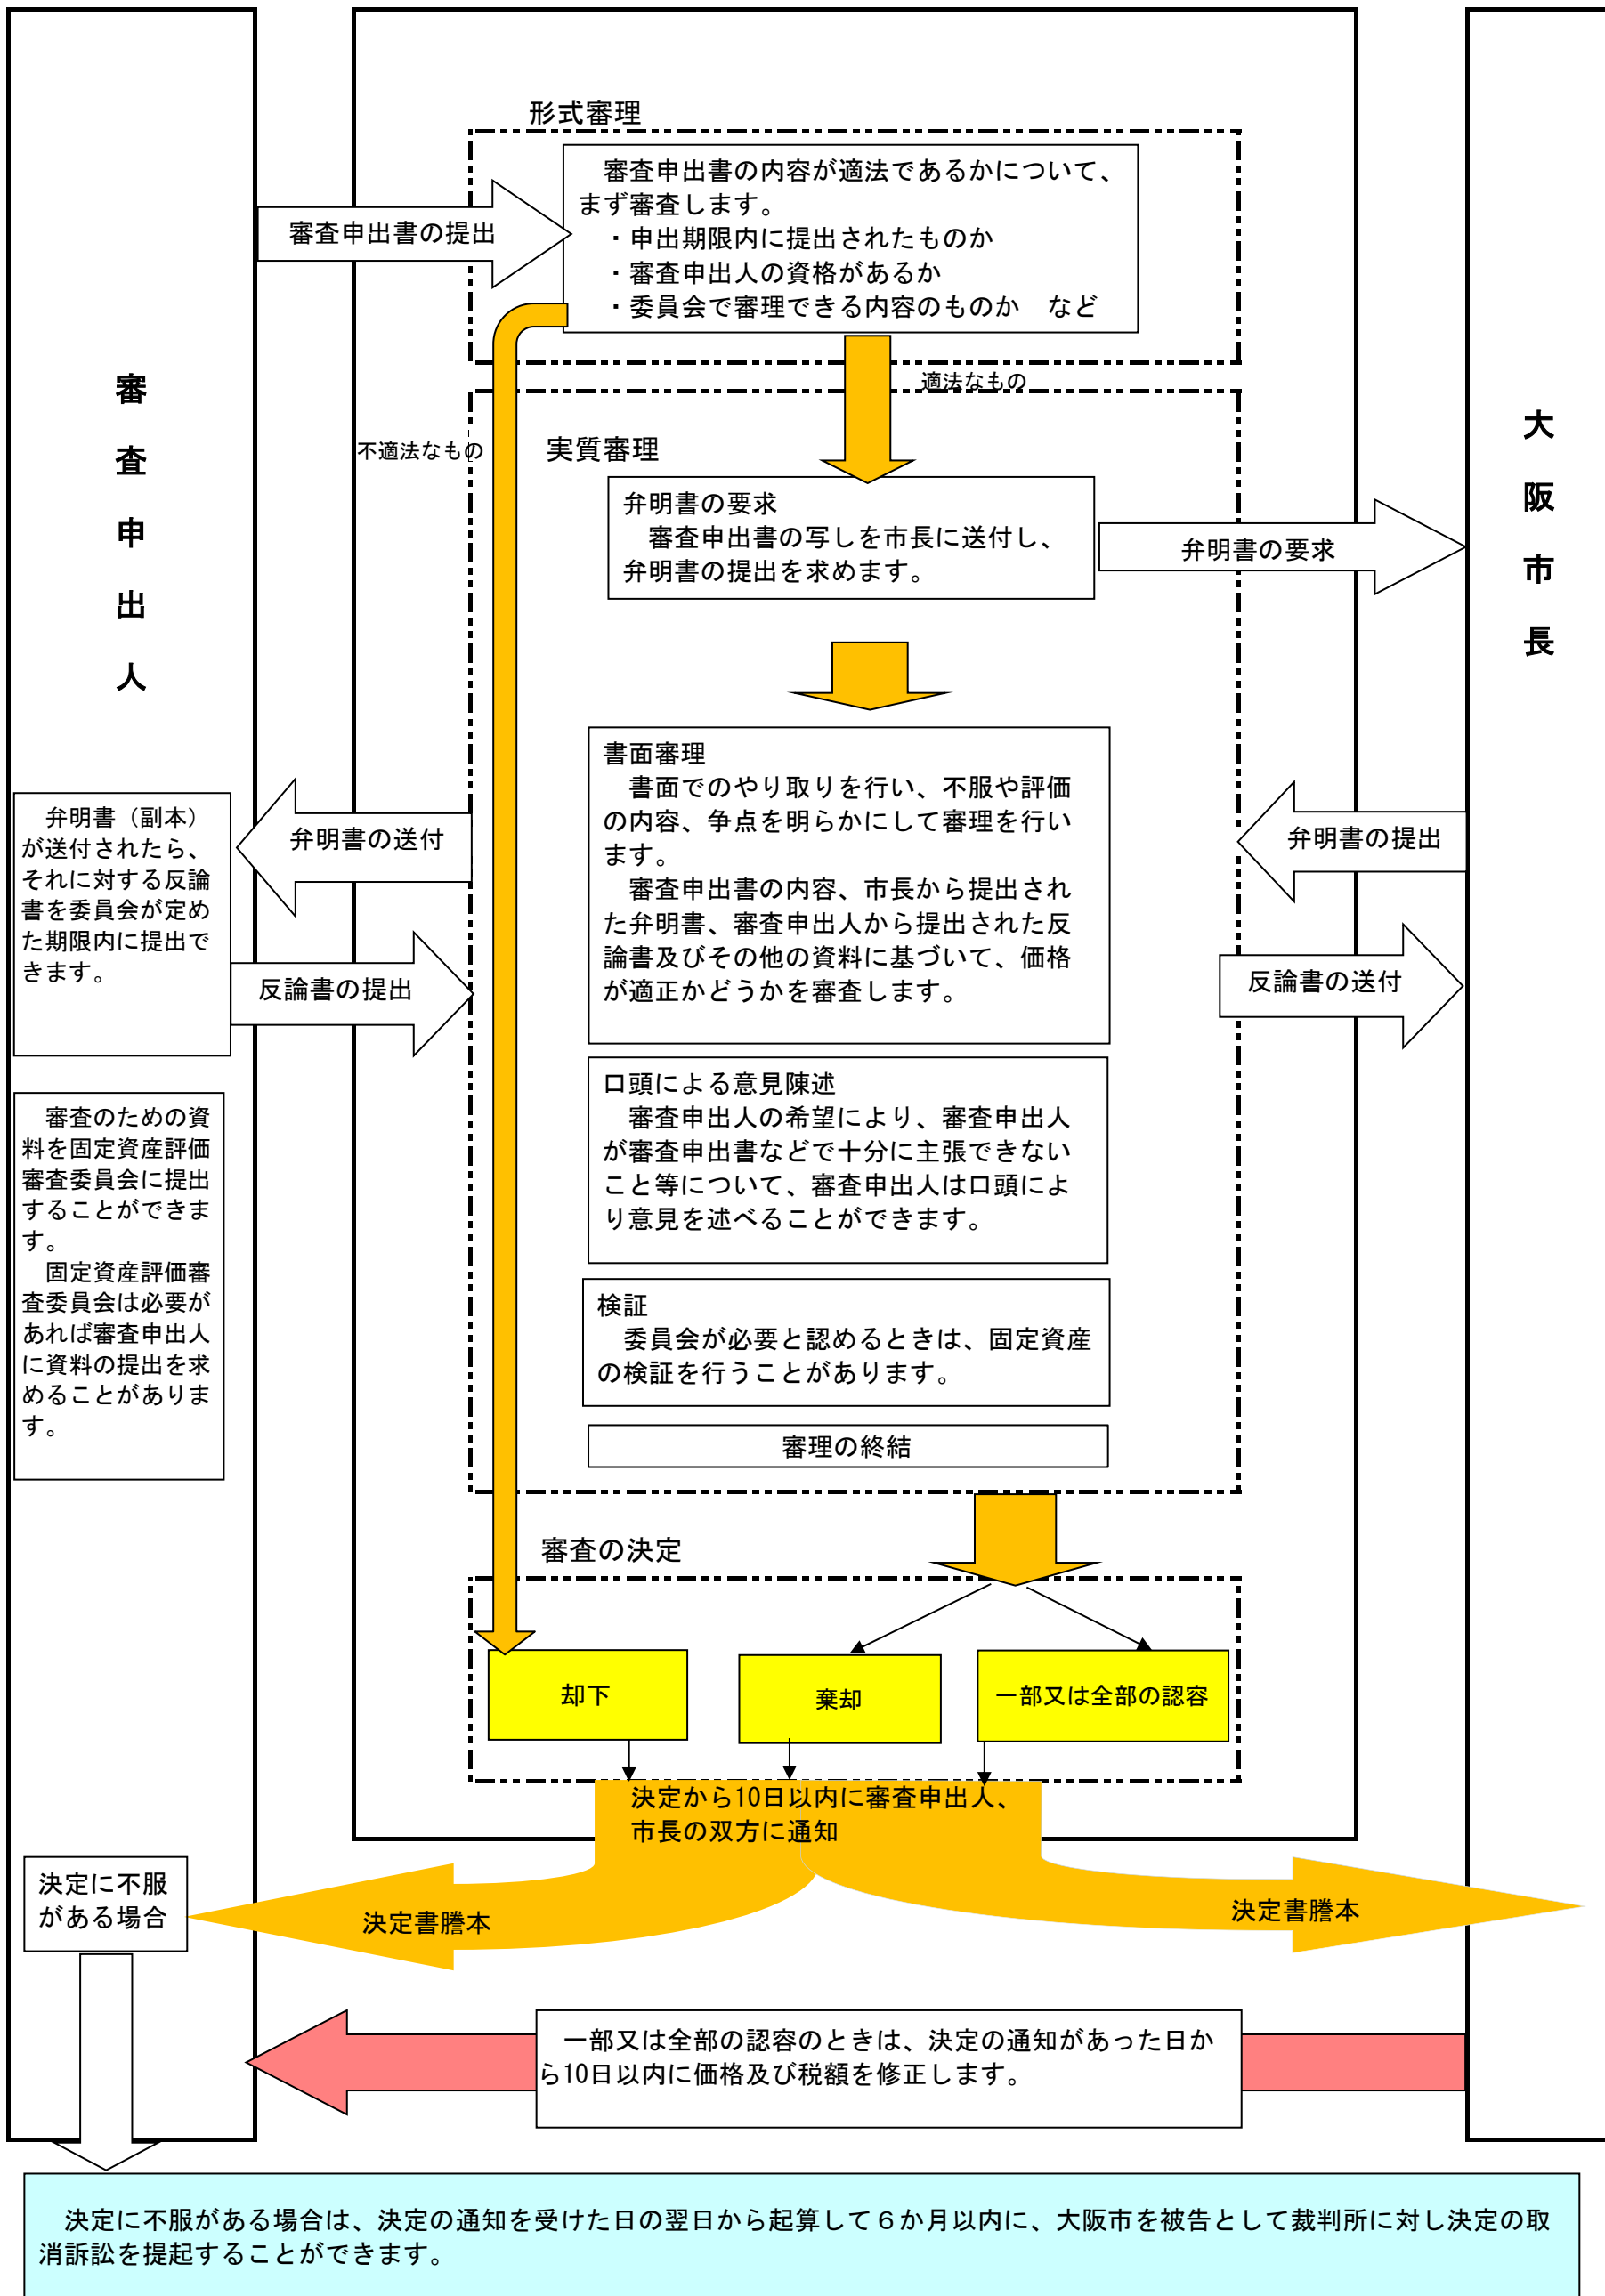 形式審理
審査申出書の内容が適法であるかについて、
まず審査します。
・申出期限内に提出されたものか
・審査申出人の資格があるか
・委員会で審理できる内容のものか　など
審査申出書の提出
適法なもの
不適法なもの
審査申出人
大阪市長
実質審理
弁明書の要求
審査申出書の写しを市長に送付し、
弁明書の提出を求めます。
弁明書の要求
書面審理
書面でのやり取りを行い、不服や評価
の内容、争点を明らかにして審理を行い
ます。
審査申出書の内容、市長から提出され
た弁明書、審査申出人から提出された反
論書及びその他の資料に基づいて、価格
が適正かどうかを審査します。
弁明書（副本）
が送付されたら、
それに対する反論
書を委員会が定め
た期限内に提出で
きます。
弁明書の送付
弁明書の提出
反論書の提出
反論書の送付
口頭による意見陳述
審査申出人の希望により、審査申出人
が審査申出書などで十分に主張できない
こと等について、審査申出人は口頭によ
り意見を述べることができます。
審査のための資
料を固定資産評価
審査委員会に提出
することができま
す。
固定資産評価審
査委員会は必要が
あれば審査申出人
に資料の提出を求
めることがありま
す。
検証
委員会が必要と認めるときは、固定資産
の検証を行うことがあります。
審理の終結
審査の決定
却下
棄却
一部又は全部の認容
決定から10日以内に審査申出人、
市長の双方に通知
決定に不服
がある場合
決定書謄本
決定書謄本
一部又は全部の認容のときは、決定の通知があった日か
ら10日以内に価格及び税額を修正します。
決定に不服がある場合は、決定の通知を受けた日の翌日から起算して６か月以内に、大阪市を被告として裁判所に対し決定の取
消訴訟を提起することができます。